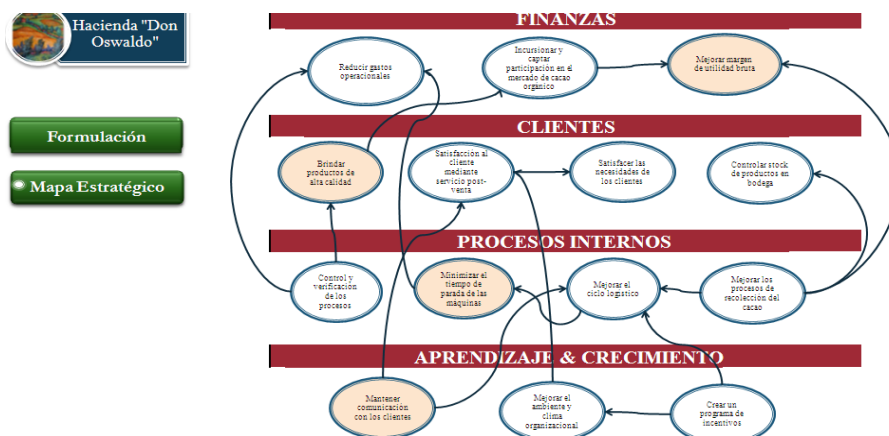 Hacienda "Don
Oswaldo"
Formulación
Mapa Estratégico
FINANZAS
Reducir gastos
operacionales
Incursionar y
captar
participación en el
mercado de cacao
orgánico
Mejorar margen
de utilidad bruta
CLIENTES
Brindar
productos de
alta calidad
Satisfacción al
cliente
mediante
servicio post-
venta
Satisfacer las
necesidades de
los clientes
Controlar stock
de productos en
bodega
PROCESOS INTERNOS
Control y
verificación
de los
procesos
Minimizar el
tiempo de
parada de las
máquinas
Mejorar el
ciclo logístico
Mejorar los
procesos de
recolección del
cacao
APRENDIZAJE & CRECIMIENTO
Mantener
comunicación
con los clientes
Mejorar el
ambiente y
clima
organizacional
Crear un
programa de
incentivos